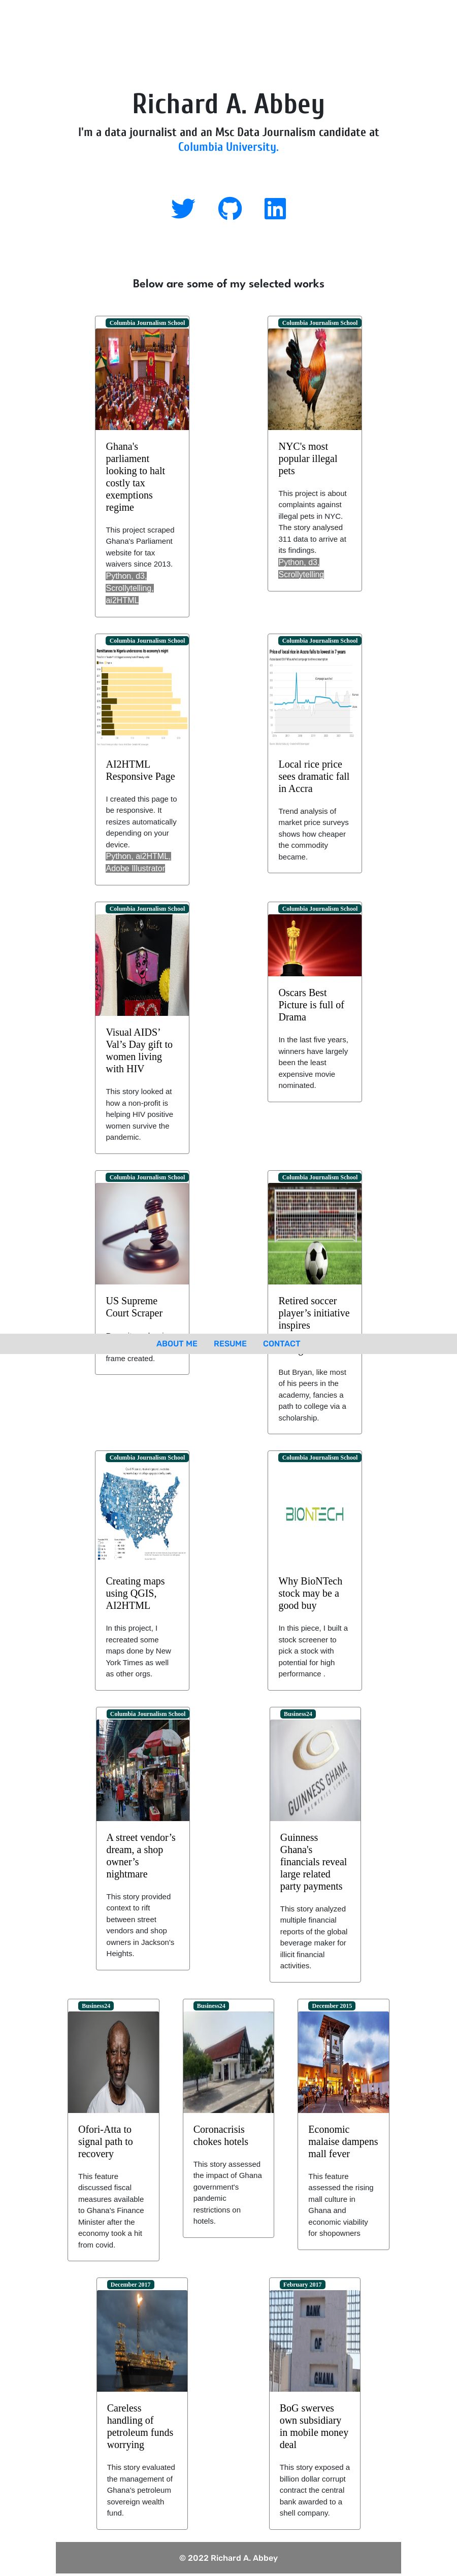 Richard A. Abbey
I'm a data journalist and an Msc Data Journalism candidate at
Columbia University.
Below are some of my selected works
Columbia Journalism School
Ghana's
parliament
looking to halt
costly tax
exemptions
regime
This project scraped
Ghana's Parliament
website for tax
waivers since 2013.
Python, d3,
Scrollytelling,
ai2HTML
Columbia Journalism School
NYC's most
popular illegal
pets
This project is about
complaints against
illegal pets in NYC.
The story analysed
311 data to arrive at
its findings.
Python, d3,
Scrollytelling
Columbia Journalism School
Remittances to Nigeria underscores its economy's might
AI2HTML
Responsive Page
I created this page to
be responsive. It
resizes automatically
depending on your
device.
Python, ai2HTML,
Adobe Illustrator
Columbia Journalism School
Price of local rice in Accra falls to lowest in 7 years
Local rice price
sees dramatic fall
in Accra
Trend analysis of
market price surveys
shows how cheaper
the commodity
became.
Columbia Journalism School
Visual AIDS’
Val’s Day gift to
women living
with HIV
This story looked at
how a non-profit is
helping HIV positive
women survive the
pandemic.
Columbia Journalism School
Oscars Best
Picture is full of
Drama
In the last five years,
winners have largely
been the least
expensive movie
nominated.
Columbia Journalism School
US Supreme
Court Scraper
frame created.
Columbia Journalism School
Retired soccer
player’s initiative
inspires
But Bryan, like most
of his peers in the
academy, fancies a
path to college via a
scholarship.
ABOUT ME RESUME CONTACT
Columbia Journalism School
Creating maps
using QGIS,
AI2HTML
In this project, I
recreated some
maps done by New
York Times as well
as other orgs.
Columbia Journalism School
BIONTECH
Why BioNTech
stock may be a
good buy
In this piece, I built a
stock screener to
pick a stock with
potential for high
performance .
Columbia Journalism School
A street vendor’s
dream, a shop
owner’s
nightmare
This story provided
context to rift
between street
vendors and shop
owners in Jackson's
Heights.
Business24
GUINNESS GHANA
BREWERIES LIMITED
Guinness
Ghana's
financials reveal
large related
party payments
This story analyzed
multiple financial
reports of the global
beverage maker for
illicit financial
activities.
Business24
Ofori-Atta to
signal path to
recovery
This feature
discussed fiscal
measures available
to Ghana's Finance
Minister after the
economy took a hit
from covid.
Business24
Coronacrisis
chokes hotels
This story assessed
the impact of Ghana
government's
pandemic
restrictions on
hotels.
December 2015
Economic
malaise dampens
mall fever
This feature
assessed the rising
mall culture in
Ghana and
economic viability
for shopowners
December 2017
Careless
handling of
petroleum funds
worrying
This story evaluated
the management of
Ghana's petroleum
sovereign wealth
fund.
February 2017
BANK
OF
GHANA
BoG swerves
own subsidiary
in mobile money
deal
This story exposed a
billion dollar corrupt
contract the central
bank awarded to a
shell company.
© 2022 Richard A. Abbey